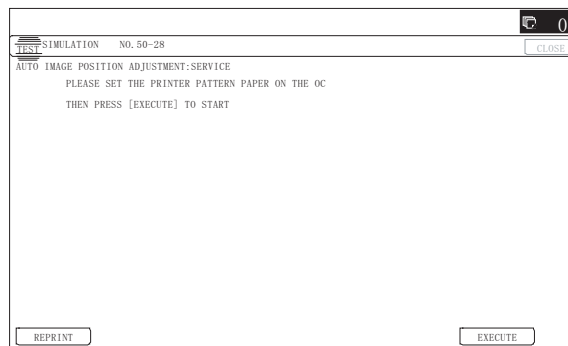 0
TEST SIMULATION NO. 50-28
CLOSE
AUTO IMAGE POSITION ADJUSTMENT:SERVICE
PLEASE SET THE PRINTER PATTERN PAPER ON THE OC
THEN PRESS [EXECUTE] TO START
REPRINT EXECUTE